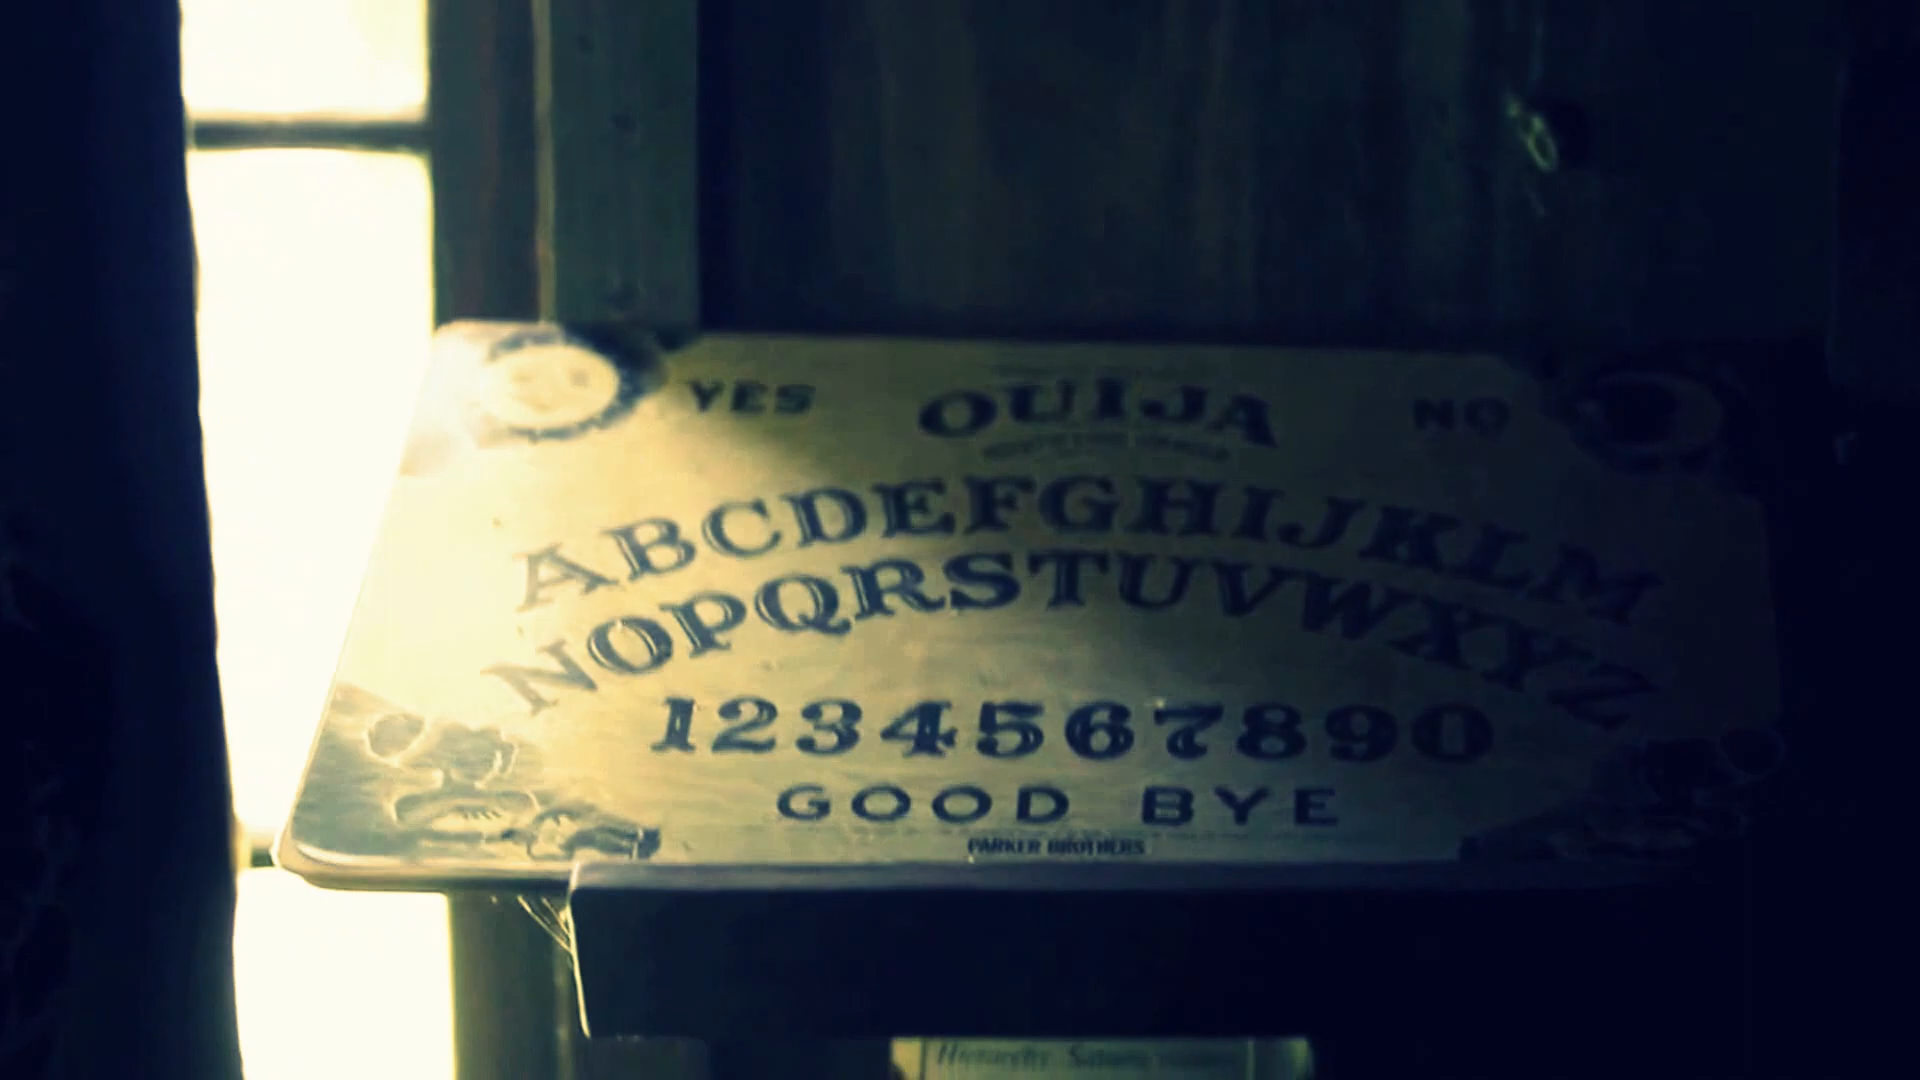 YES OUIJA NO
ABCDEFGHIJKLM
NOPQRSTUVWXYZ
1234567890
GOOD BYE
PARKER BROTHERS